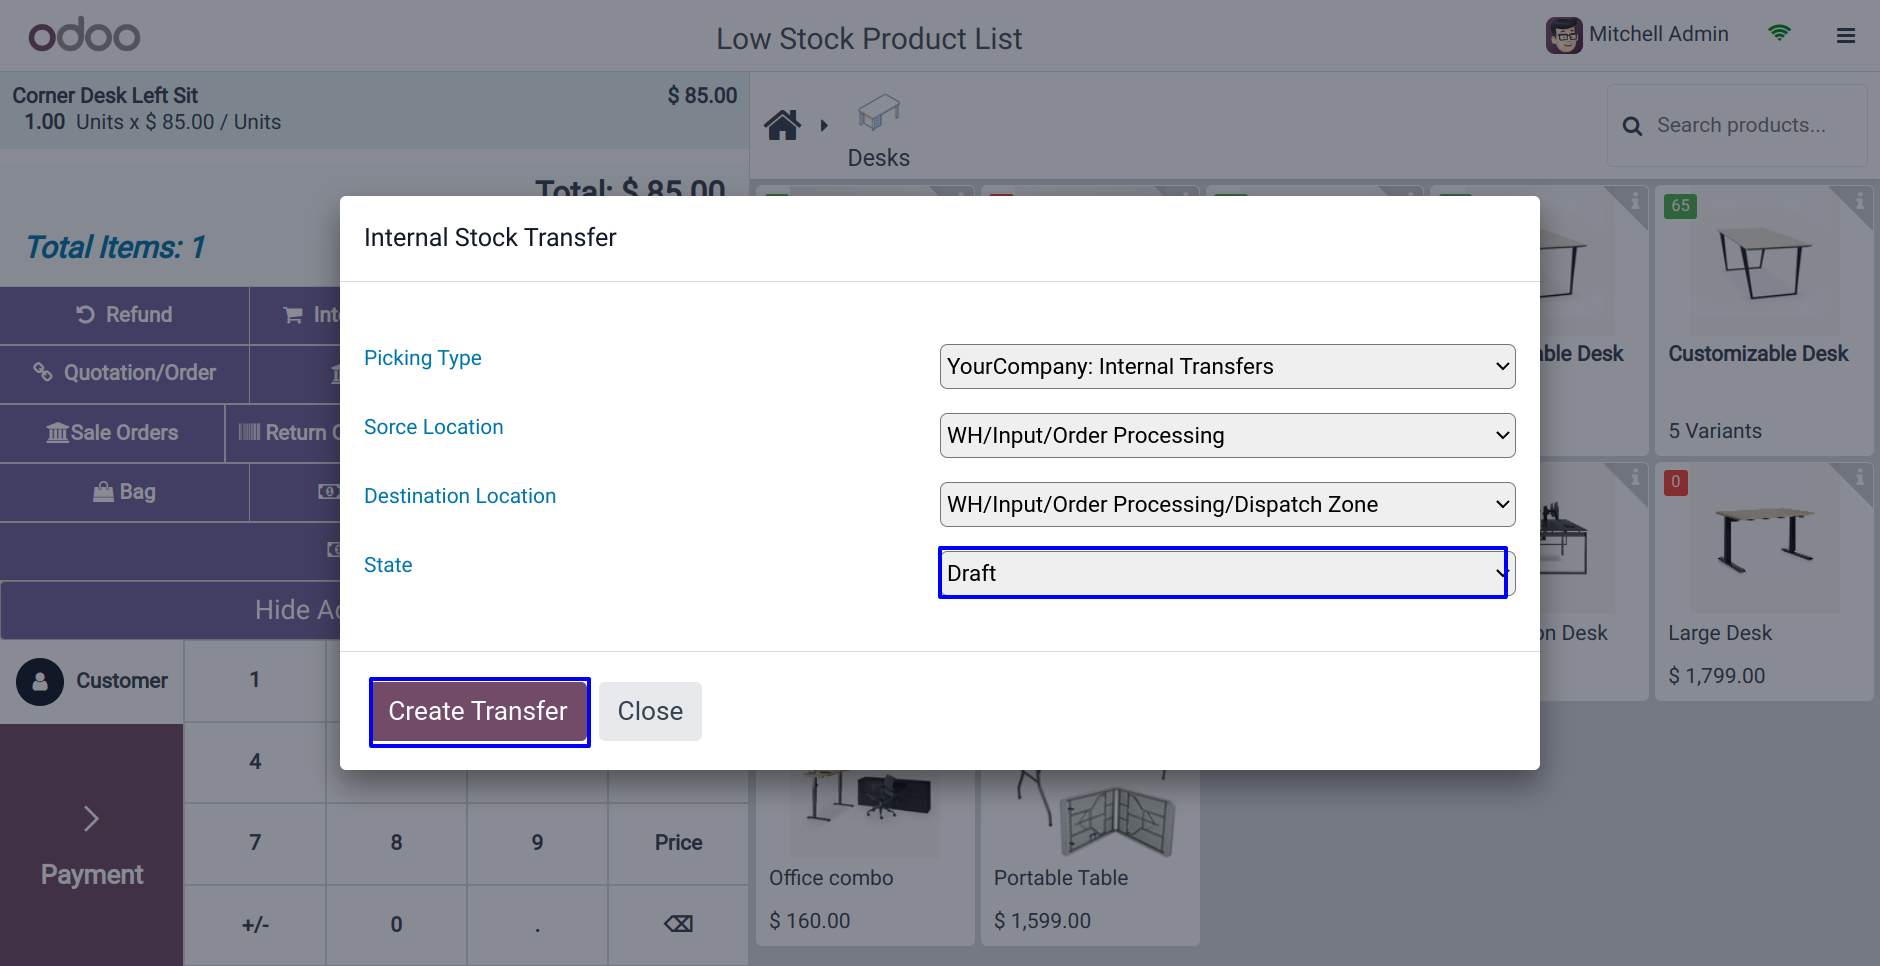 odoo
Low Stock Product List
Mitchell Admin
Corner Desk Left Sit $ 85.00
1.00 Units x $ 85.00 / Units
Desks
Search products...
Total: $ 85.00
Total Items: 1
Refund
Quotation/Order
Sale Orders
Return
Bag
Hide
Customer
Payment
1
4
7 8 9 Price
+/- 0 .
Internal Stock Transfer
Picking Type YourCompany: Internal Transfers
Sorce Location WH/Input/Order Processing
Destination Location WH/Input/Order Processing/Dispatch Zone
State Draft
Create Transfer Close
65
Desk
Customizable Desk
5 Variants
0
Desk
Large Desk
$ 1,799.00
Office combo
$ 160.00
Portable Table
$ 1,599.00